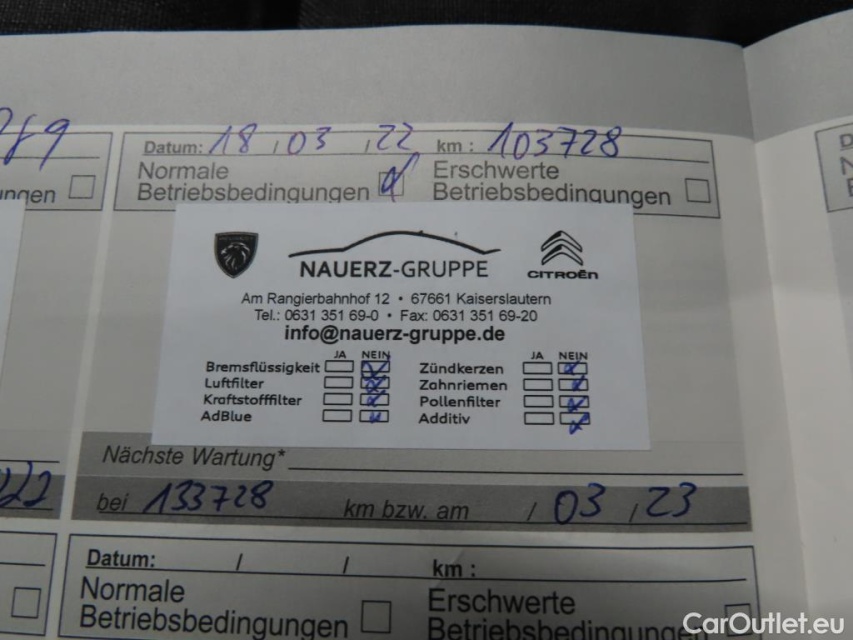 289
ngen
Datum: 18 / 03 / 22 km : 103728
Normale Betriebsbedingungen
Erschwerte Betriebsbedingungen
NAUERZ-GRUPPE
CITROËN
Am Rangierbahnhof 12 • 67661 Kaiserslautern
Tel.: 0631 351 69-0 • Fax: 0631 351 69-20
info@nauerz-gruppe.de
JA NEIN JA NEIN
Bremsflüssigkeit Zündkerzen
Luftfilter Zahnriemen
Kraftstofffilter Pollenfilter
AdBlue Additiv
Nächste Wartung*
bei 133728 km bzw. am / 03 / 23
Datum: / / km :
Normale Betriebsbedingungen
Erschwerte Betriebsbedingungen
CarOutlet.eu